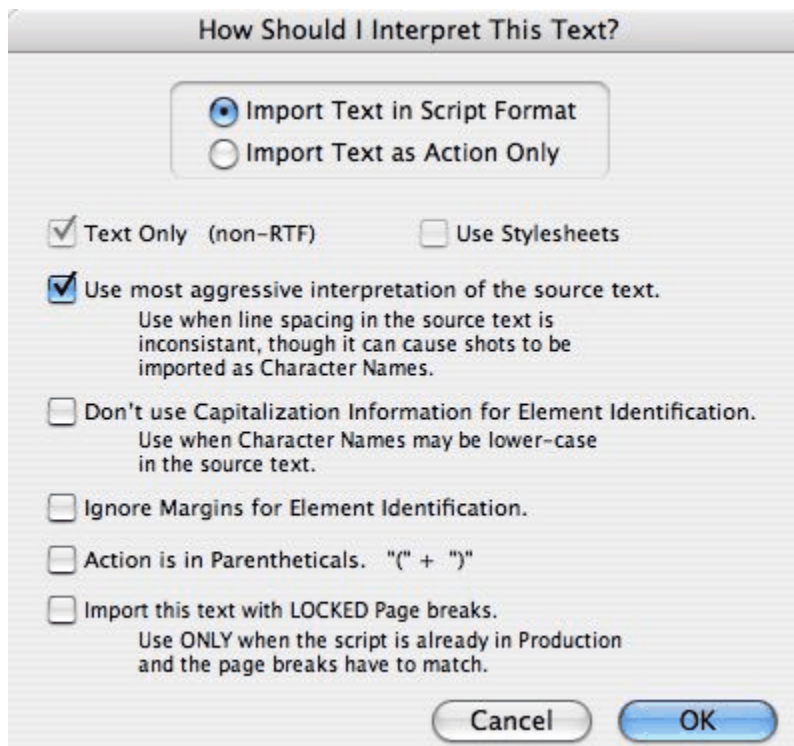 How Should I Interpret This Text?
Import Text in Script Format
Import Text as Action Only
Text Only (non-RTF) Use Stylesheets
Use most aggressive interpretation of the source text.
Use when line spacing in the source text is
inconsistant, though it can cause shots to be
imported as Character Names.
Don't use Capitalization Information for Element Identification.
Use when Character Names may be lower-case
in the source text.
Ignore Margins for Element Identification.
Action is in Parentheticals. "(" + ")"
Import this text with LOCKED Page breaks.
Use ONLY when the script is already in Production
and the page breaks have to match.
Cancel OK